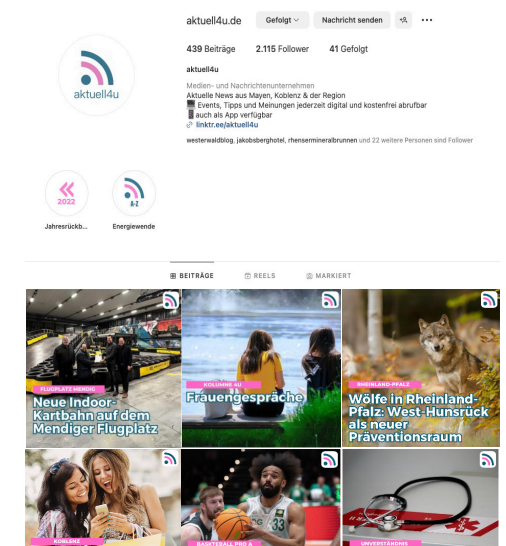 aktuell4u.de Gefolgt Nachricht senden
439 Beiträge 2.115 Follower 41 Gefolgt
aktuell4u
aktuell4u
Medien- und Nachrichtenunternehmen
Aktuelle News aus Mayen, Koblenz & der Region
Events, Tipps und Meinungen jederzeit digital und kostenfrei abrufbar
auch als App verfügbar
linktr.ee/aktuell4u
westerwaldblog, jakobsberghotel, rhensermineralbrunnen und 22 weitere Personen sind Follower
2022
A-Z
Jahresrückb... Energiewende
BEITRÄGE REELS MARKIERT
FLUGPLATZ MENDIG
Neue Indoor-
Kartbahn auf dem
Mendiger Flugplatz
KOLUMNE 4U
Frauengespräche
RHEINLAND-PFALZ
Wölfe in Rheinland-
Pfalz: West-Hunsrück
als neuer
Präventionsraum
KOBLENZ
33
BASKETBALL PRO A
UNVERSTÄNDNIS